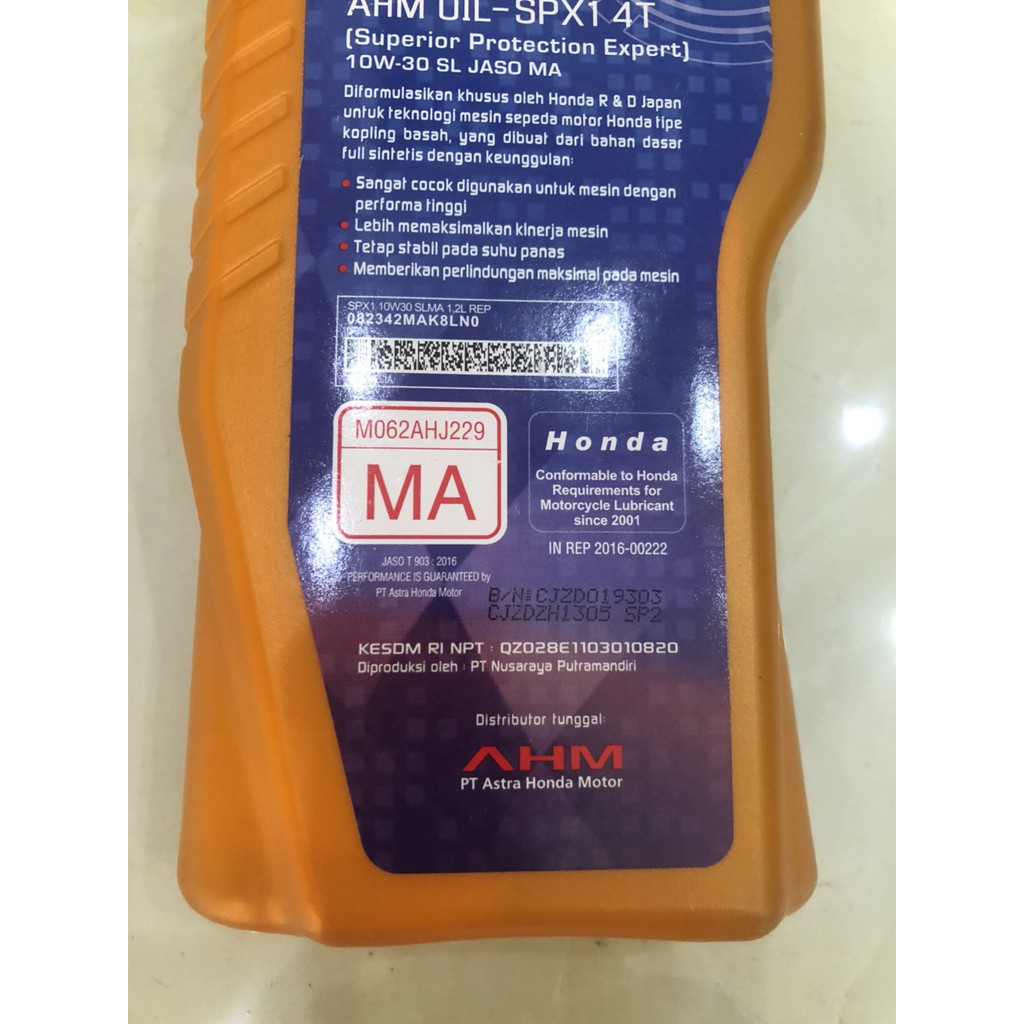 AHM OIL-SPX1 4T
(Superior Protection Expert)
10W-30 SL JASO MA
Diformulasikan khusus oleh Honda R & D Japan
untuk teknologi mesin sepeda motor Honda tipe
kopling basah, yang dibuat dari bahan dasar
full sintetis dengan keunggulan:
• Sangat cocok digunakan untuk mesin dengan
performa tinggi
• Lebih memaksimalkan kinerja mesin
• Tetap stabil pada suhu panas
• Memberikan perlindungan maksimal pada mesin
SPX1 10W30 SLMA 1,2L REP
082342MAK8LN0
M062AHJ229
MA
JASO T 903 : 2016
PERFORMANCE IS GUARANTEED by
PT Astra Honda Motor
Honda
Conformable to Honda
Requirements for
Motorcycle Lubricant
since 2001
IN REP 2016-00222
B/N:CJZD019303
CJZDZH1305 SP2
KESDM RI NPT : QZ028E1103010820
Diproduksi oleh : PT Nusaraya Putramandiri
Distributor tunggal:
AHM
PT Astra Honda Motor